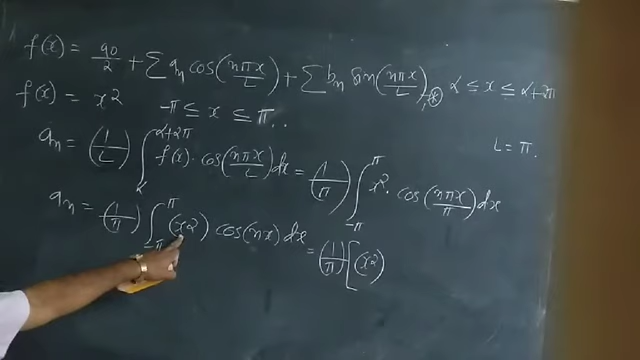 f(x) = a0/2 + ∑ an cos(nπx/L) + ∑ bn sin(nπx/L), ⊛ α ≤ x ≤ α+2π
f(x) = x2 -π ≤ x ≤ π..
L = π.
an = (1/L) ∫α^α+2π f(x). cos(nπx/L)dx = (1/π) ∫-π^π x2. cos(nπx/π)dx
an = (1/π) ∫-π^π (x2) cos(nx) dx = (1/π) [(x2)